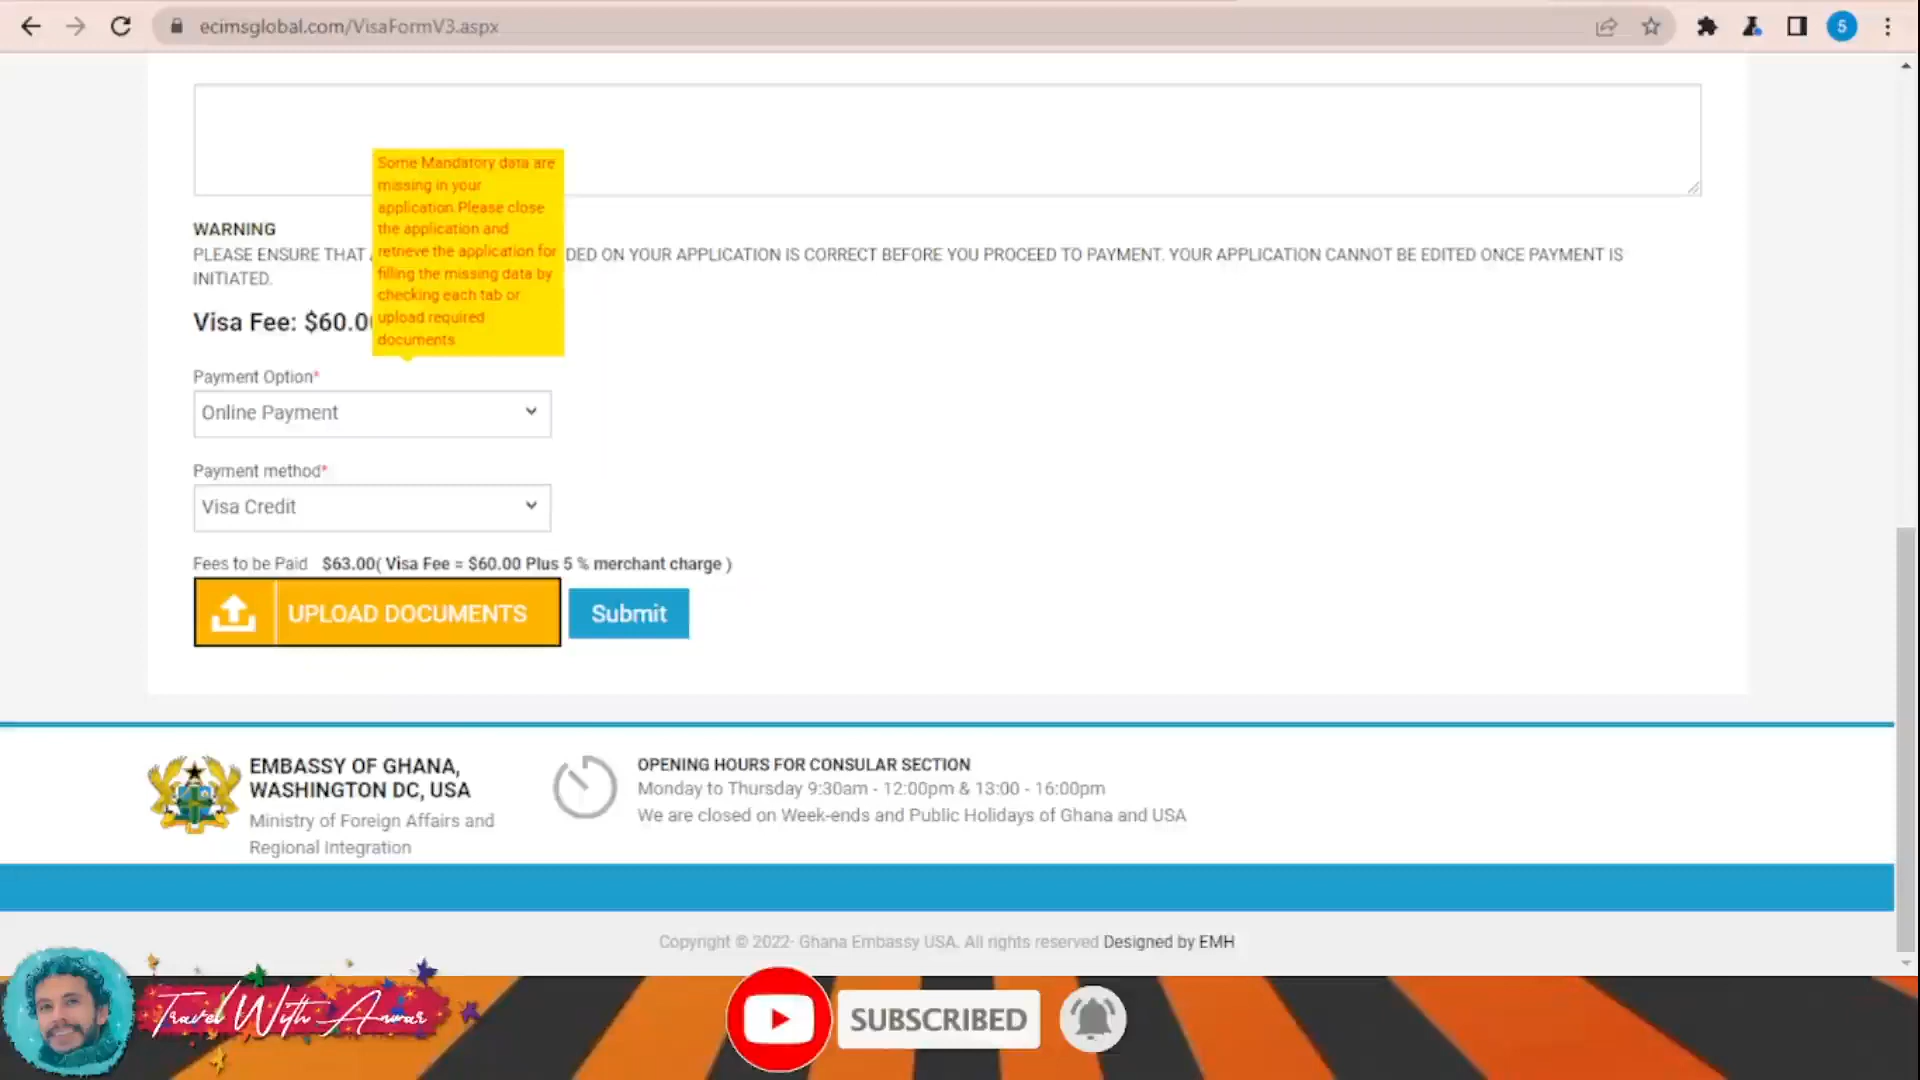 ecimsglobal.com/VisaFormV3.aspx
5
Some Mandatory data are
missing in your
application.Please close
the application and
retrieve the application for
filling the missing data by
checking each tab or
upload required
documents
WARNING
PLEASE ENSURE THAT DED ON YOUR APPLICATION IS CORRECT BEFORE YOU PROCEED TO PAYMENT. YOUR APPLICATION CANNOT BE EDITED ONCE PAYMENT IS
INITIATED.
Visa Fee: $60.0
Payment Option*
Online Payment
Payment method*
Visa Credit
Fees to be Paid $63.00( Visa Fee = $60.00 Plus 5 % merchant charge )
UPLOAD DOCUMENTS
Submit
EMBASSY OF GHANA,
WASHINGTON DC, USA
Ministry of Foreign Affairs and
Regional Integration
OPENING HOURS FOR CONSULAR SECTION
Monday to Thursday 9:30am - 12:00pm & 13:00 - 16:00pm
We are closed on Week-ends and Public Holidays of Ghana and USA
Copyright © 2022- Ghana Embassy USA. All rights reserved Designed by EMH
Travel With Anwar
SUBSCRIBED